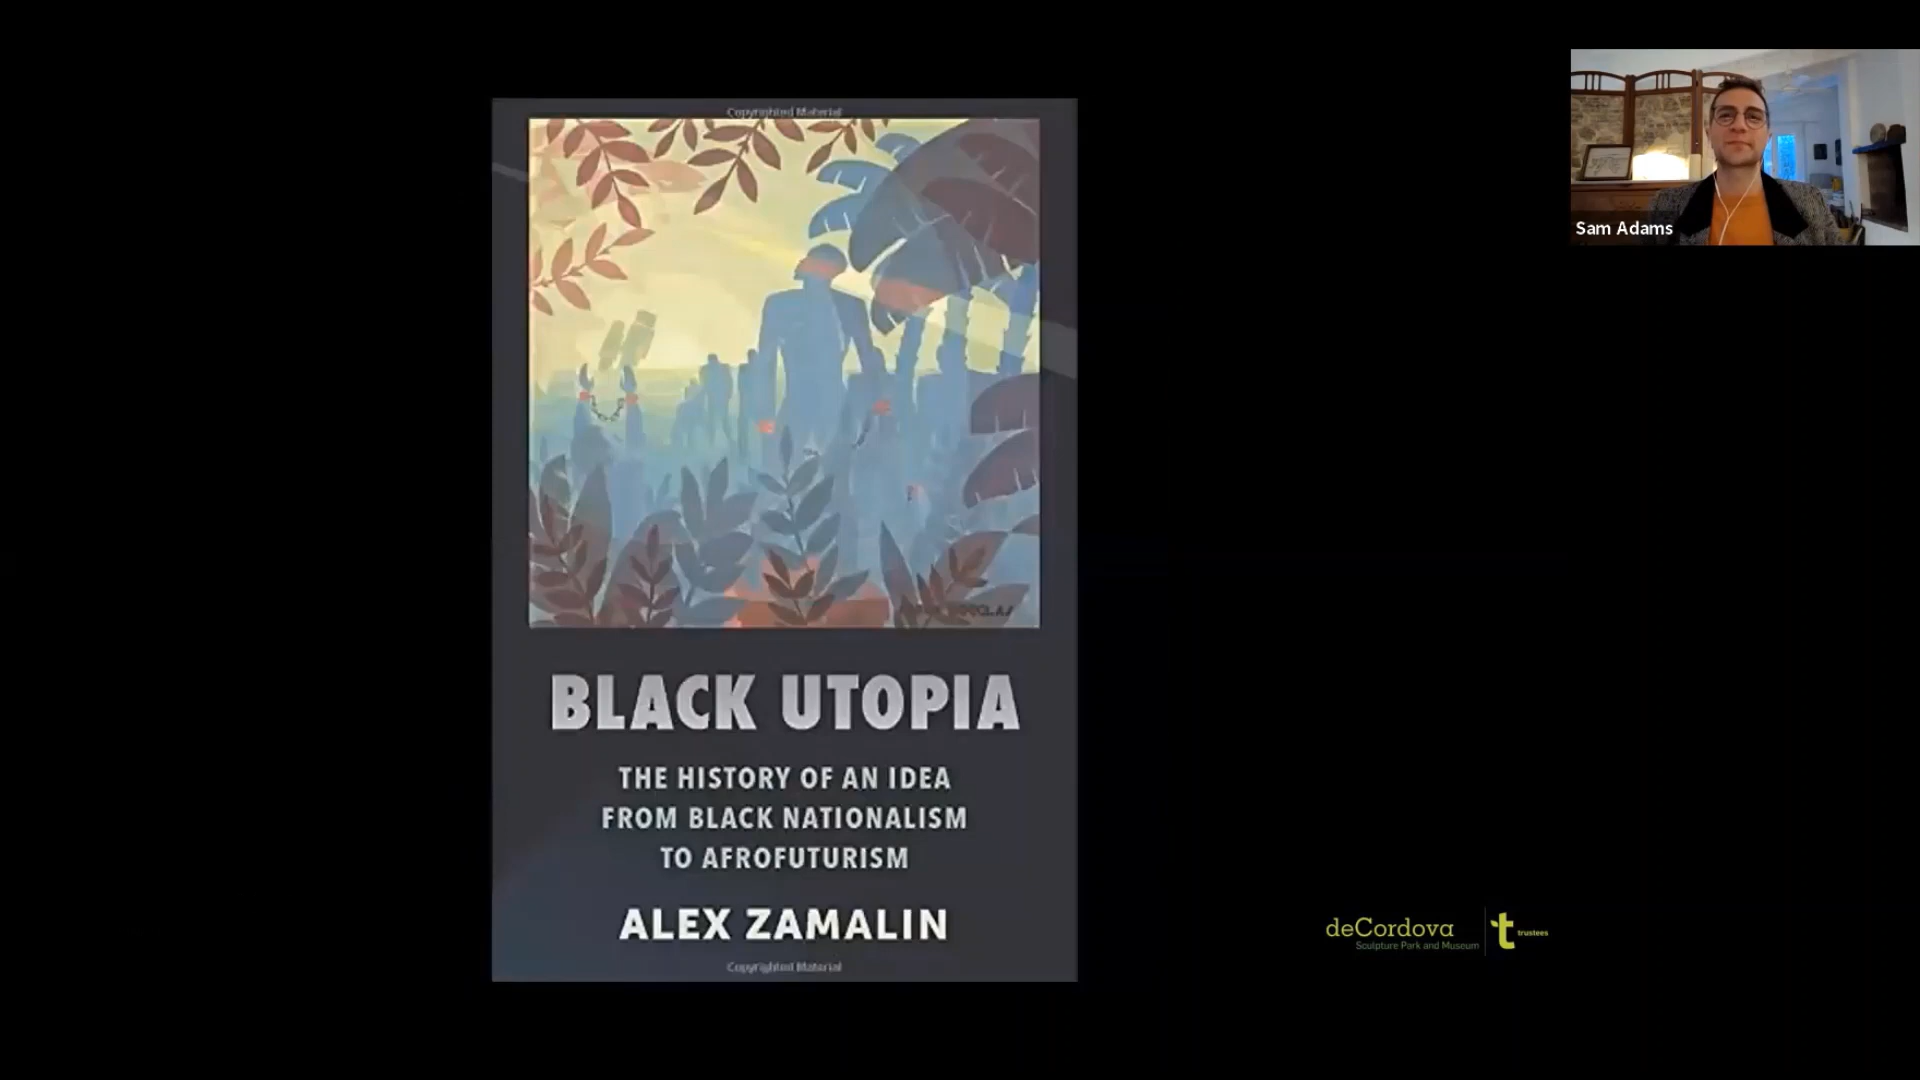 Copyrighted Material
BLACK UTOPIA
THE HISTORY OF AN IDEA
FROM BLACK NATIONALISM
TO AFROFUTURISM
ALEX ZAMALIN
Copyrighted Material
Sam Adams
deCordova
Sculpture Park and Museum
t trustees